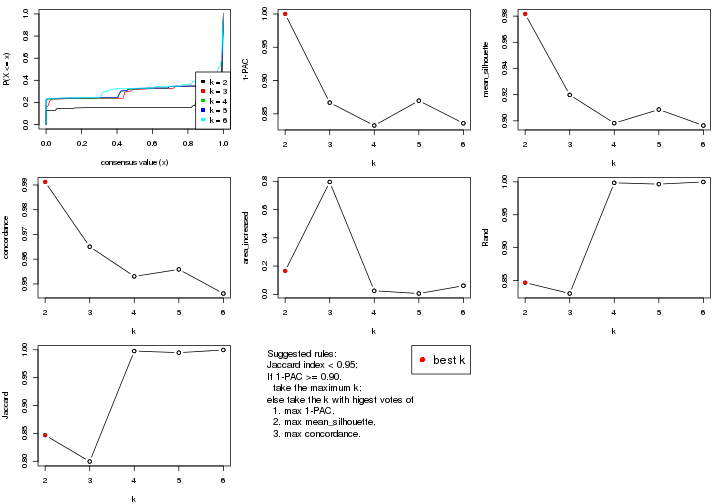 P(X <= x)
0.0 0.2 0.4 0.6 0.8 1.0
k = 2
k = 3
k = 4
k = 5
k = 6
0.0 0.2 0.4 0.6 0.8 1.0
consensus value (x)
1-PAC
0.85 0.90 0.95 1.00
2 3 4 5 6
k
mean_silhouette
0.90 0.92 0.94 0.96 0.98
2 3 4 5 6
k
concordance
0.95 0.96 0.97 0.98 0.99
2 3 4 5 6
k
area_increased
0.0 0.2 0.4 0.6 0.8
2 3 4 5 6
k
Rand
0.85 0.90 0.95 1.00
2 3 4 5 6
k
Jaccard
0.80 0.85 0.90 0.95 1.00
2 3 4 5 6
k
Suggested rules:
Jaccard index < 0.95;
If 1-PAC >= 0.90,
take the maximum k;
else take the k with higest votes of
1. max 1-PAC,
2. max mean_silhouette,
3. max concordance.
best k